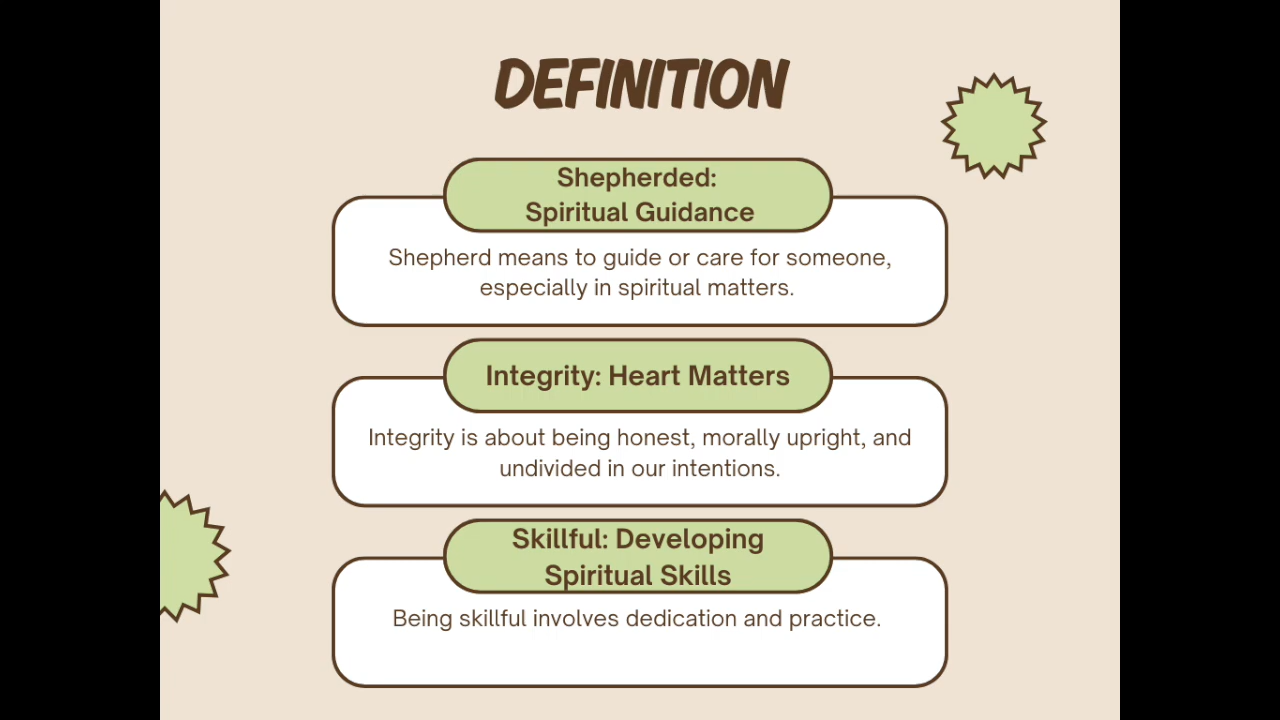 DEFINITION
Shepherded:
Spiritual Guidance
Shepherd means to guide or care for someone,
especially in spiritual matters.
Integrity: Heart Matters
Integrity is about being honest, morally upright, and
undivided in our intentions.
Skillful: Developing
Spiritual Skills
Being skillful involves dedication and practice.